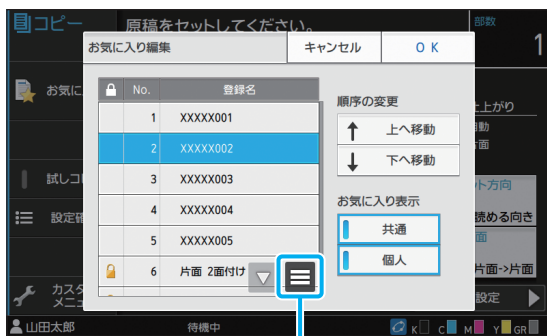 コピー
原稿をセットしてください。
部数
1
お気に入り編集
キャンセル
OK
No.
登録名
1 XXXXX001
2 XXXXX002
3 XXXXX003
4 XXXXX004
5 XXXXX005
6 片面 2面付け
順序の変更
上へ移動
下へ移動
お気に入り表示
共通
個人
お気に
試しコピ
設定確
カスタ
メニュ
上がり
自動
片面
ト方向
読める向き
面
片面->片面
設定
山田太郎
待機中
K C M Y GR